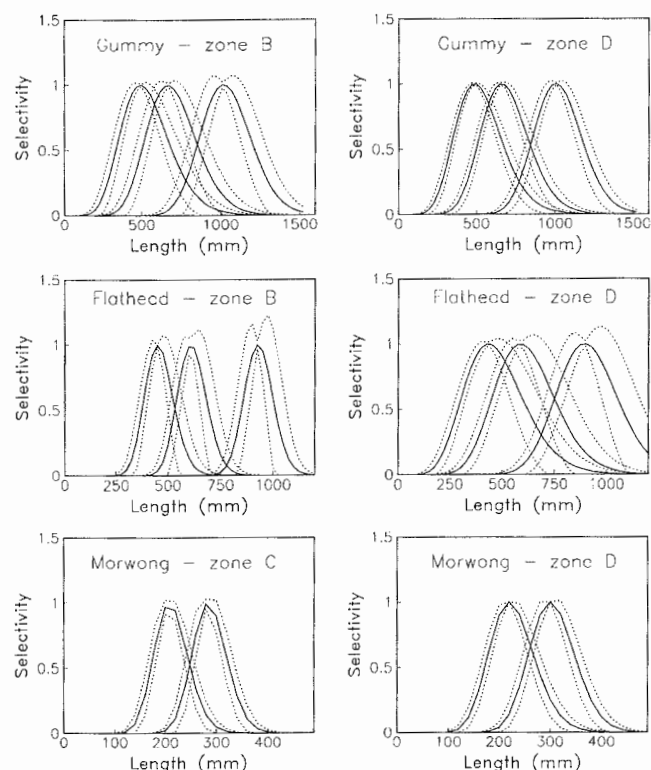 Gummy – zone B
Selectivity
1.5
1
0.5
0
0 500 1000 1500
Length (mm)
Gummy – zone D
Selectivity
1.5
1
0.5
0
0 500 1000 1500
Length (mm)
Flathead – zone B
Selectivity
1.5
1
0.5
0
0 250 500 750 1000
Length (mm)
Flathead – zone D
Selectivity
1.5
1
0.5
0
0 250 500 750 1000
Length (mm)
Morwong – zone C
Selectivity
1.5
1
0.5
0
0 100 200 300 400
Length (mm)
Morwong – zone D
Selectivity
1.5
1
0.5
0
0 100 200 300 400
Length (mm)